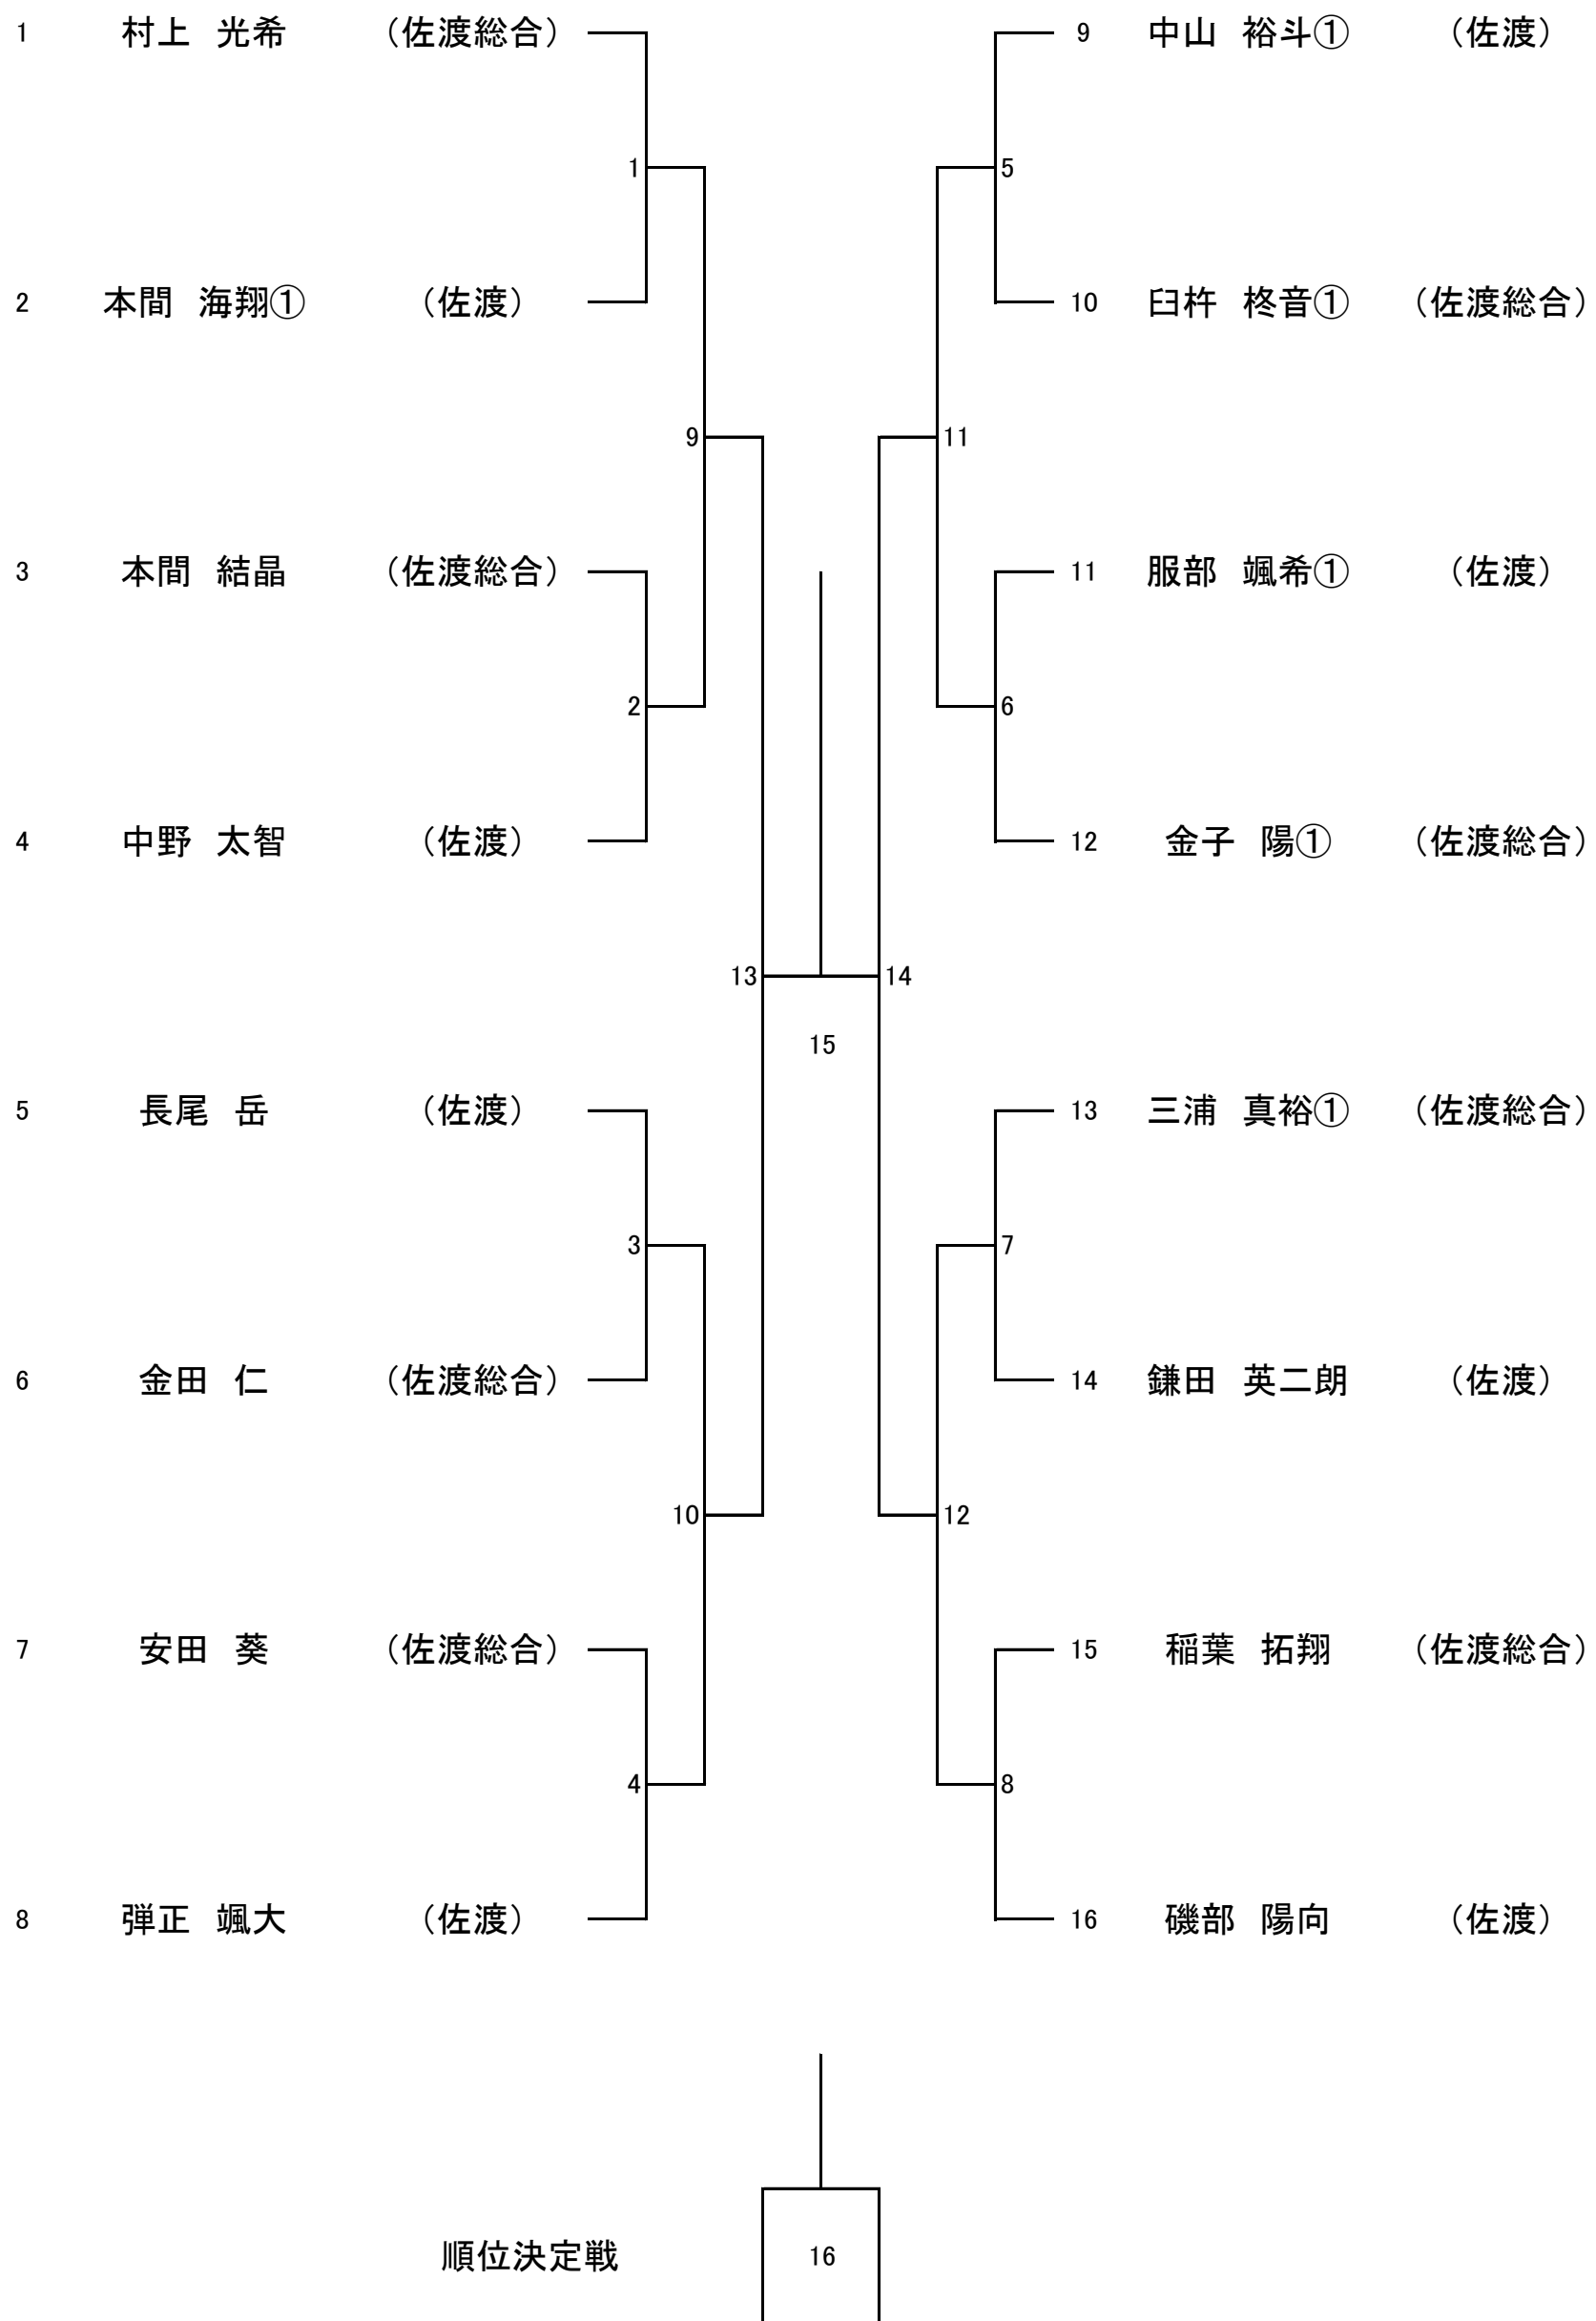 1 村上 光希 （佐渡総合） 9 中山 裕斗① （佐渡）
1 5
2 本間 海翔① （佐渡） 10 臼杵 柊音① （佐渡総合）
9 11
3 本間 結晶 （佐渡総合） 11 服部 颯希① （佐渡）
2 6
4 中野 太智 （佐渡） 12 金子 陽① （佐渡総合）
13 14
15
5 長尾 岳 （佐渡） 13 三浦 真裕① （佐渡総合）
3 7
6 金田 仁 （佐渡総合） 14 鎌田 英二朗 （佐渡）
10 12
7 安田 葵 （佐渡総合） 15 稲葉 拓翔 （佐渡総合）
4 8
8 弾正 颯大 （佐渡） 16 磯部 陽向 （佐渡）
順位決定戦 16